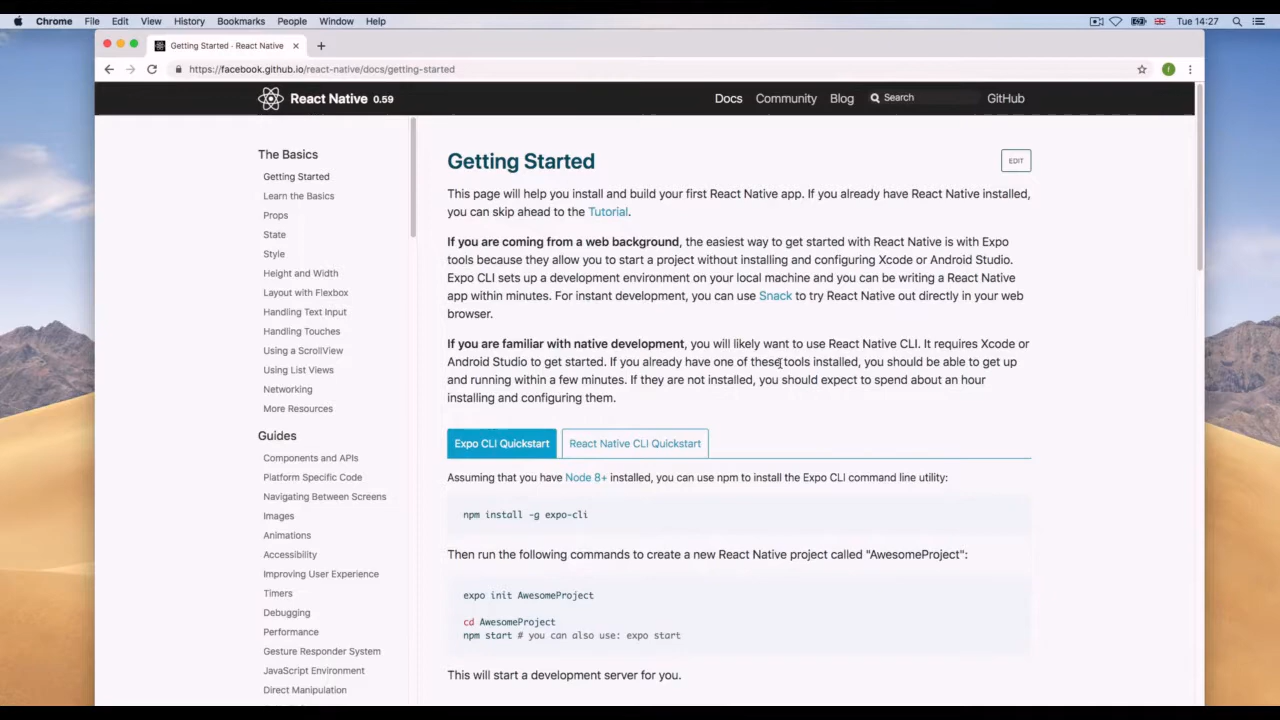 Chrome File Edit View History Bookmarks People Window Help Tue 14:27
Getting Started · React Native
https://facebook.github.io/react-native/docs/getting-started
React Native 0.59 Docs Community Blog Search GitHub
The Basics
Getting Started
Learn the Basics
Props
State
Style
Height and Width
Layout with Flexbox
Handling Text Input
Handling Touches
Using a ScrollView
Using List Views
Networking
More Resources
Guides
Components and APIs
Platform Specific Code
Navigating Between Screens
Images
Animations
Accessibility
Improving User Experience
Timers
Debugging
Performance
Gesture Responder System
JavaScript Environment
Direct Manipulation
Getting Started
EDIT
This page will help you install and build your first React Native app. If you already have React Native installed,
you can skip ahead to the Tutorial.
If you are coming from a web background, the easiest way to get started with React Native is with Expo
tools because they allow you to start a project without installing and configuring Xcode or Android Studio.
Expo CLI sets up a development environment on your local machine and you can be writing a React Native
app within minutes. For instant development, you can use Snack to try React Native out directly in your web
browser.
If you are familiar with native development, you will likely want to use React Native CLI. It requires Xcode or
Android Studio to get started. If you already have one of these tools installed, you should be able to get up
and running within a few minutes. If they are not installed, you should expect to spend about an hour
installing and configuring them.
Expo CLI Quickstart React Native CLI Quickstart
Assuming that you have Node 8+ installed, you can use npm to install the Expo CLI command line utility:
npm install -g expo-cli
Then run the following commands to create a new React Native project called "AwesomeProject":
expo init AwesomeProject
cd AwesomeProject
npm start # you can also use: expo start
This will start a development server for you.